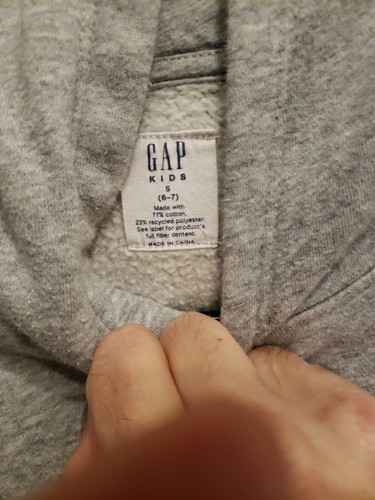 GAP
KIDS
S
(6-7)
Made with
77% cotton,
23% recycled polyester.
See label for product's
full fiber content.
MADE IN CHINA